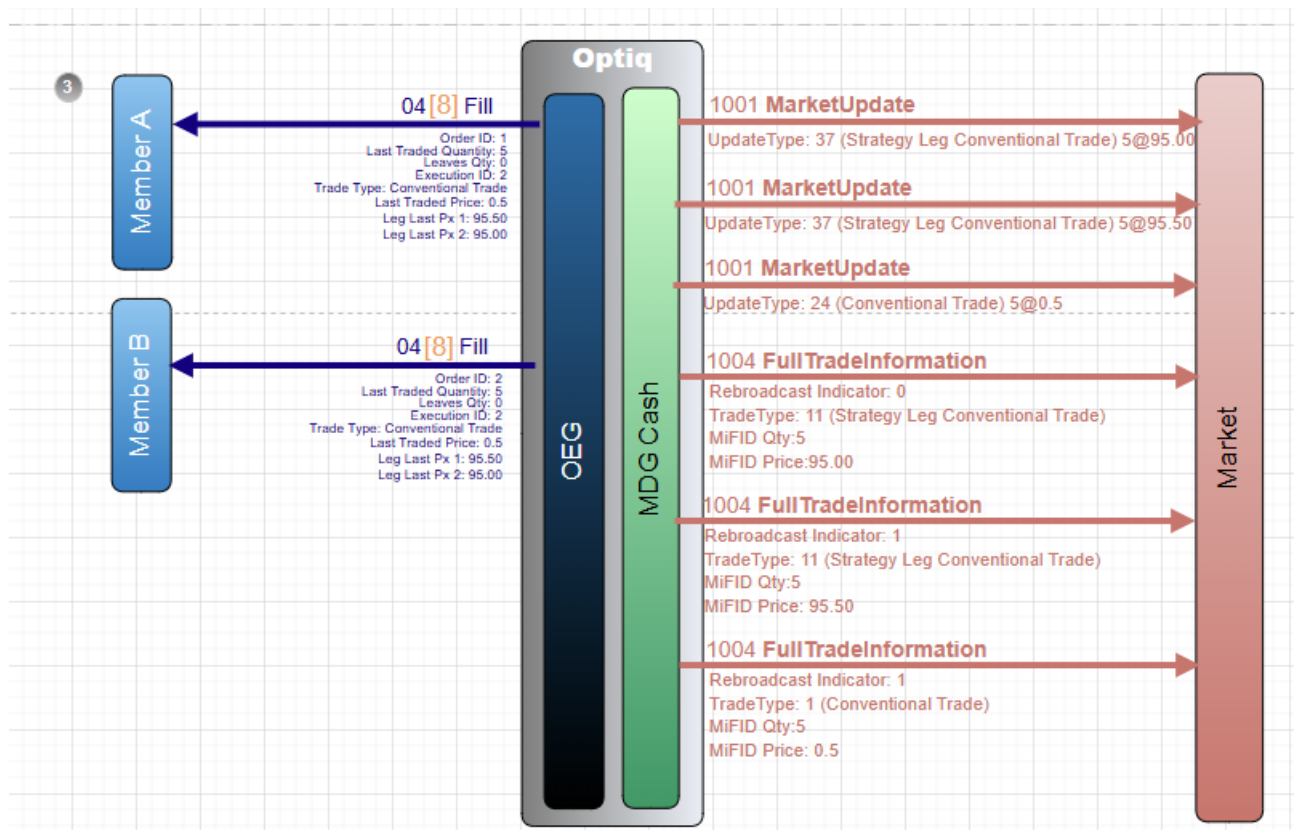 Optiq
3
Member A
04 [8] Fill
Order ID: 1
Last Traded Quantity: 5
Leaves Qty: 0
Execution ID: 2
Trade Type: Conventional Trade
Last Traded Price: 0.5
Leg Last Px 1: 95.50
Leg Last Px 2: 95.00
Member B
04 [8] Fill
Order ID: 2
Last Traded Quantity: 5
Leaves Qty: 0
Execution ID: 2
Trade Type: Conventional Trade
Last Traded Price: 0.5
Leg Last Px 1: 95.50
Leg Last Px 2: 95.00
OEG
MDG Cash
1001 MarketUpdate
UpdateType: 37 (Strategy Leg Conventional Trade) 5@95.00
1001 MarketUpdate
UpdateType: 37 (Strategy Leg Conventional Trade) 5@95.50
1001 MarketUpdate
UpdateType: 24 (Conventional Trade) 5@0.5
1004 FullTradeInformation
Rebroadcast Indicator: 0
TradeType: 11 (Strategy Leg Conventional Trade)
MiFID Qty:5
MiFID Price:95.00
1004 FullTradeInformation
Rebroadcast Indicator: 1
TradeType: 11 (Strategy Leg Conventional Trade)
MiFID Qty:5
MiFID Price: 95.50
1004 FullTradeInformation
Rebroadcast Indicator: 1
TradeType: 1 (Conventional Trade)
MiFID Qty:5
MiFID Price: 0.5
Market